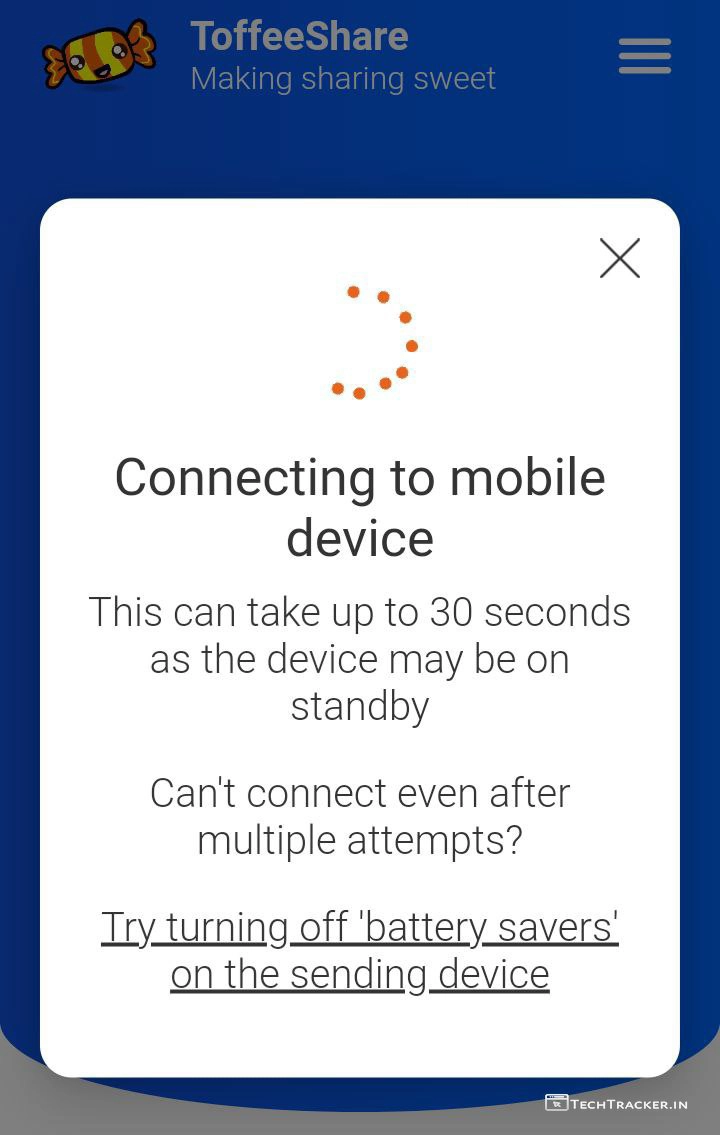 ToffeeShare
Making sharing sweet
Connecting to mobile
device
This can take up to 30 seconds
as the device may be on
standby
Can't connect even after
multiple attempts?
Try turning off 'battery savers'
on the sending device
TechTracker.in